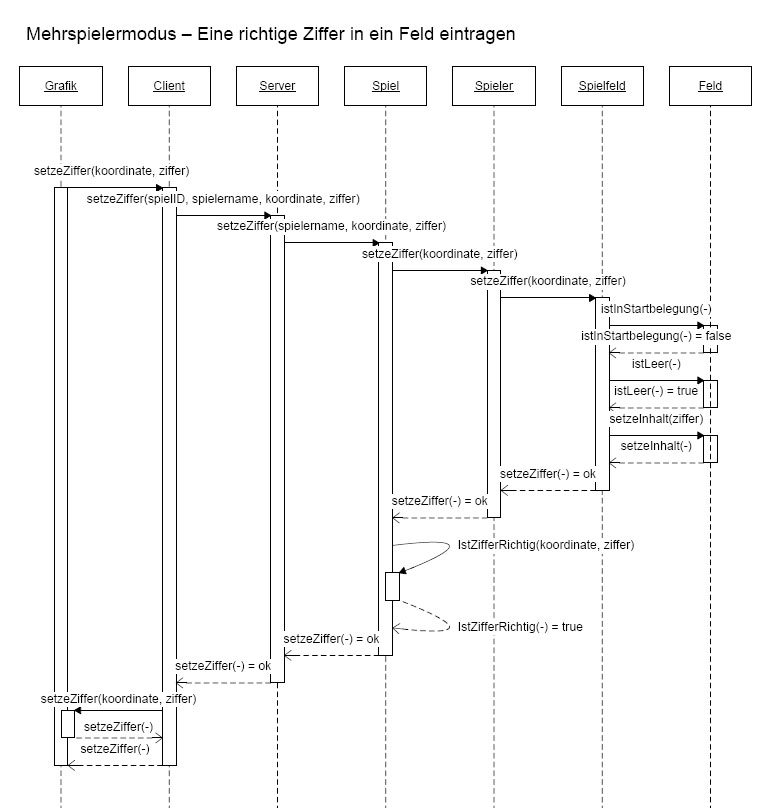 Mehrspielermodus – Eine richtige Ziffer in ein Feld eintragen
Grafik
Client
Server
Spiel
Spieler
Spielfeld
Feld
setzeZiffer(koordinate, ziffer)
setzeZiffer(spielID, spielername, koordinate, ziffer)
setzeZiffer(spielername, koordinate, ziffer)
setzeZiffer(koordinate, ziffer)
setzeZiffer(koordinate, ziffer)
istInStartbelegung(-)
istInStartbelegung(-) = false
istLeer(-)
istLeer(-) = true
setzeInhalt(ziffer)
setzeInhalt(-)
setzeZiffer(-) = ok
setzeZiffer(-) = ok
IstZifferRichtig(koordinate, ziffer)
IstZifferRichtig(-) = true
setzeZiffer(-) = ok
setzeZiffer(-) = ok
setzeZiffer(koordinate, ziffer)
setzeZiffer(-)
setzeZiffer(-)